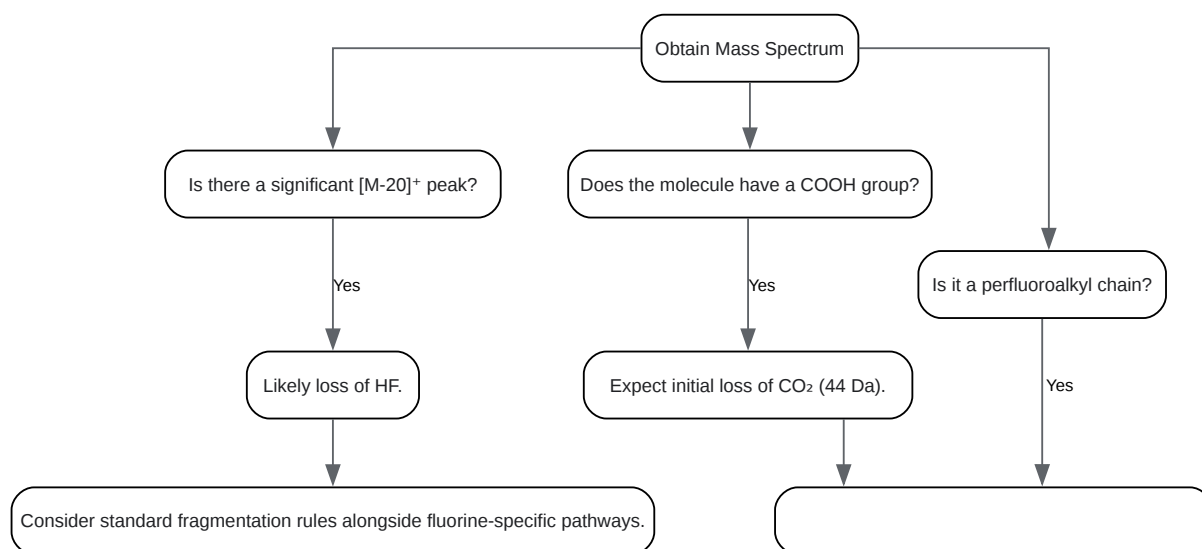 Obtain Mass Spectrum
Is there a significant [M-20]⁺ peak?
Does the molecule have a COOH group?
Is it a perfluoroalkyl chain?
Yes
Yes
Likely loss of HF.
Expect initial loss of CO₂ (44 Da).
Yes
Consider standard fragmentation rules alongside fluorine-specific pathways.